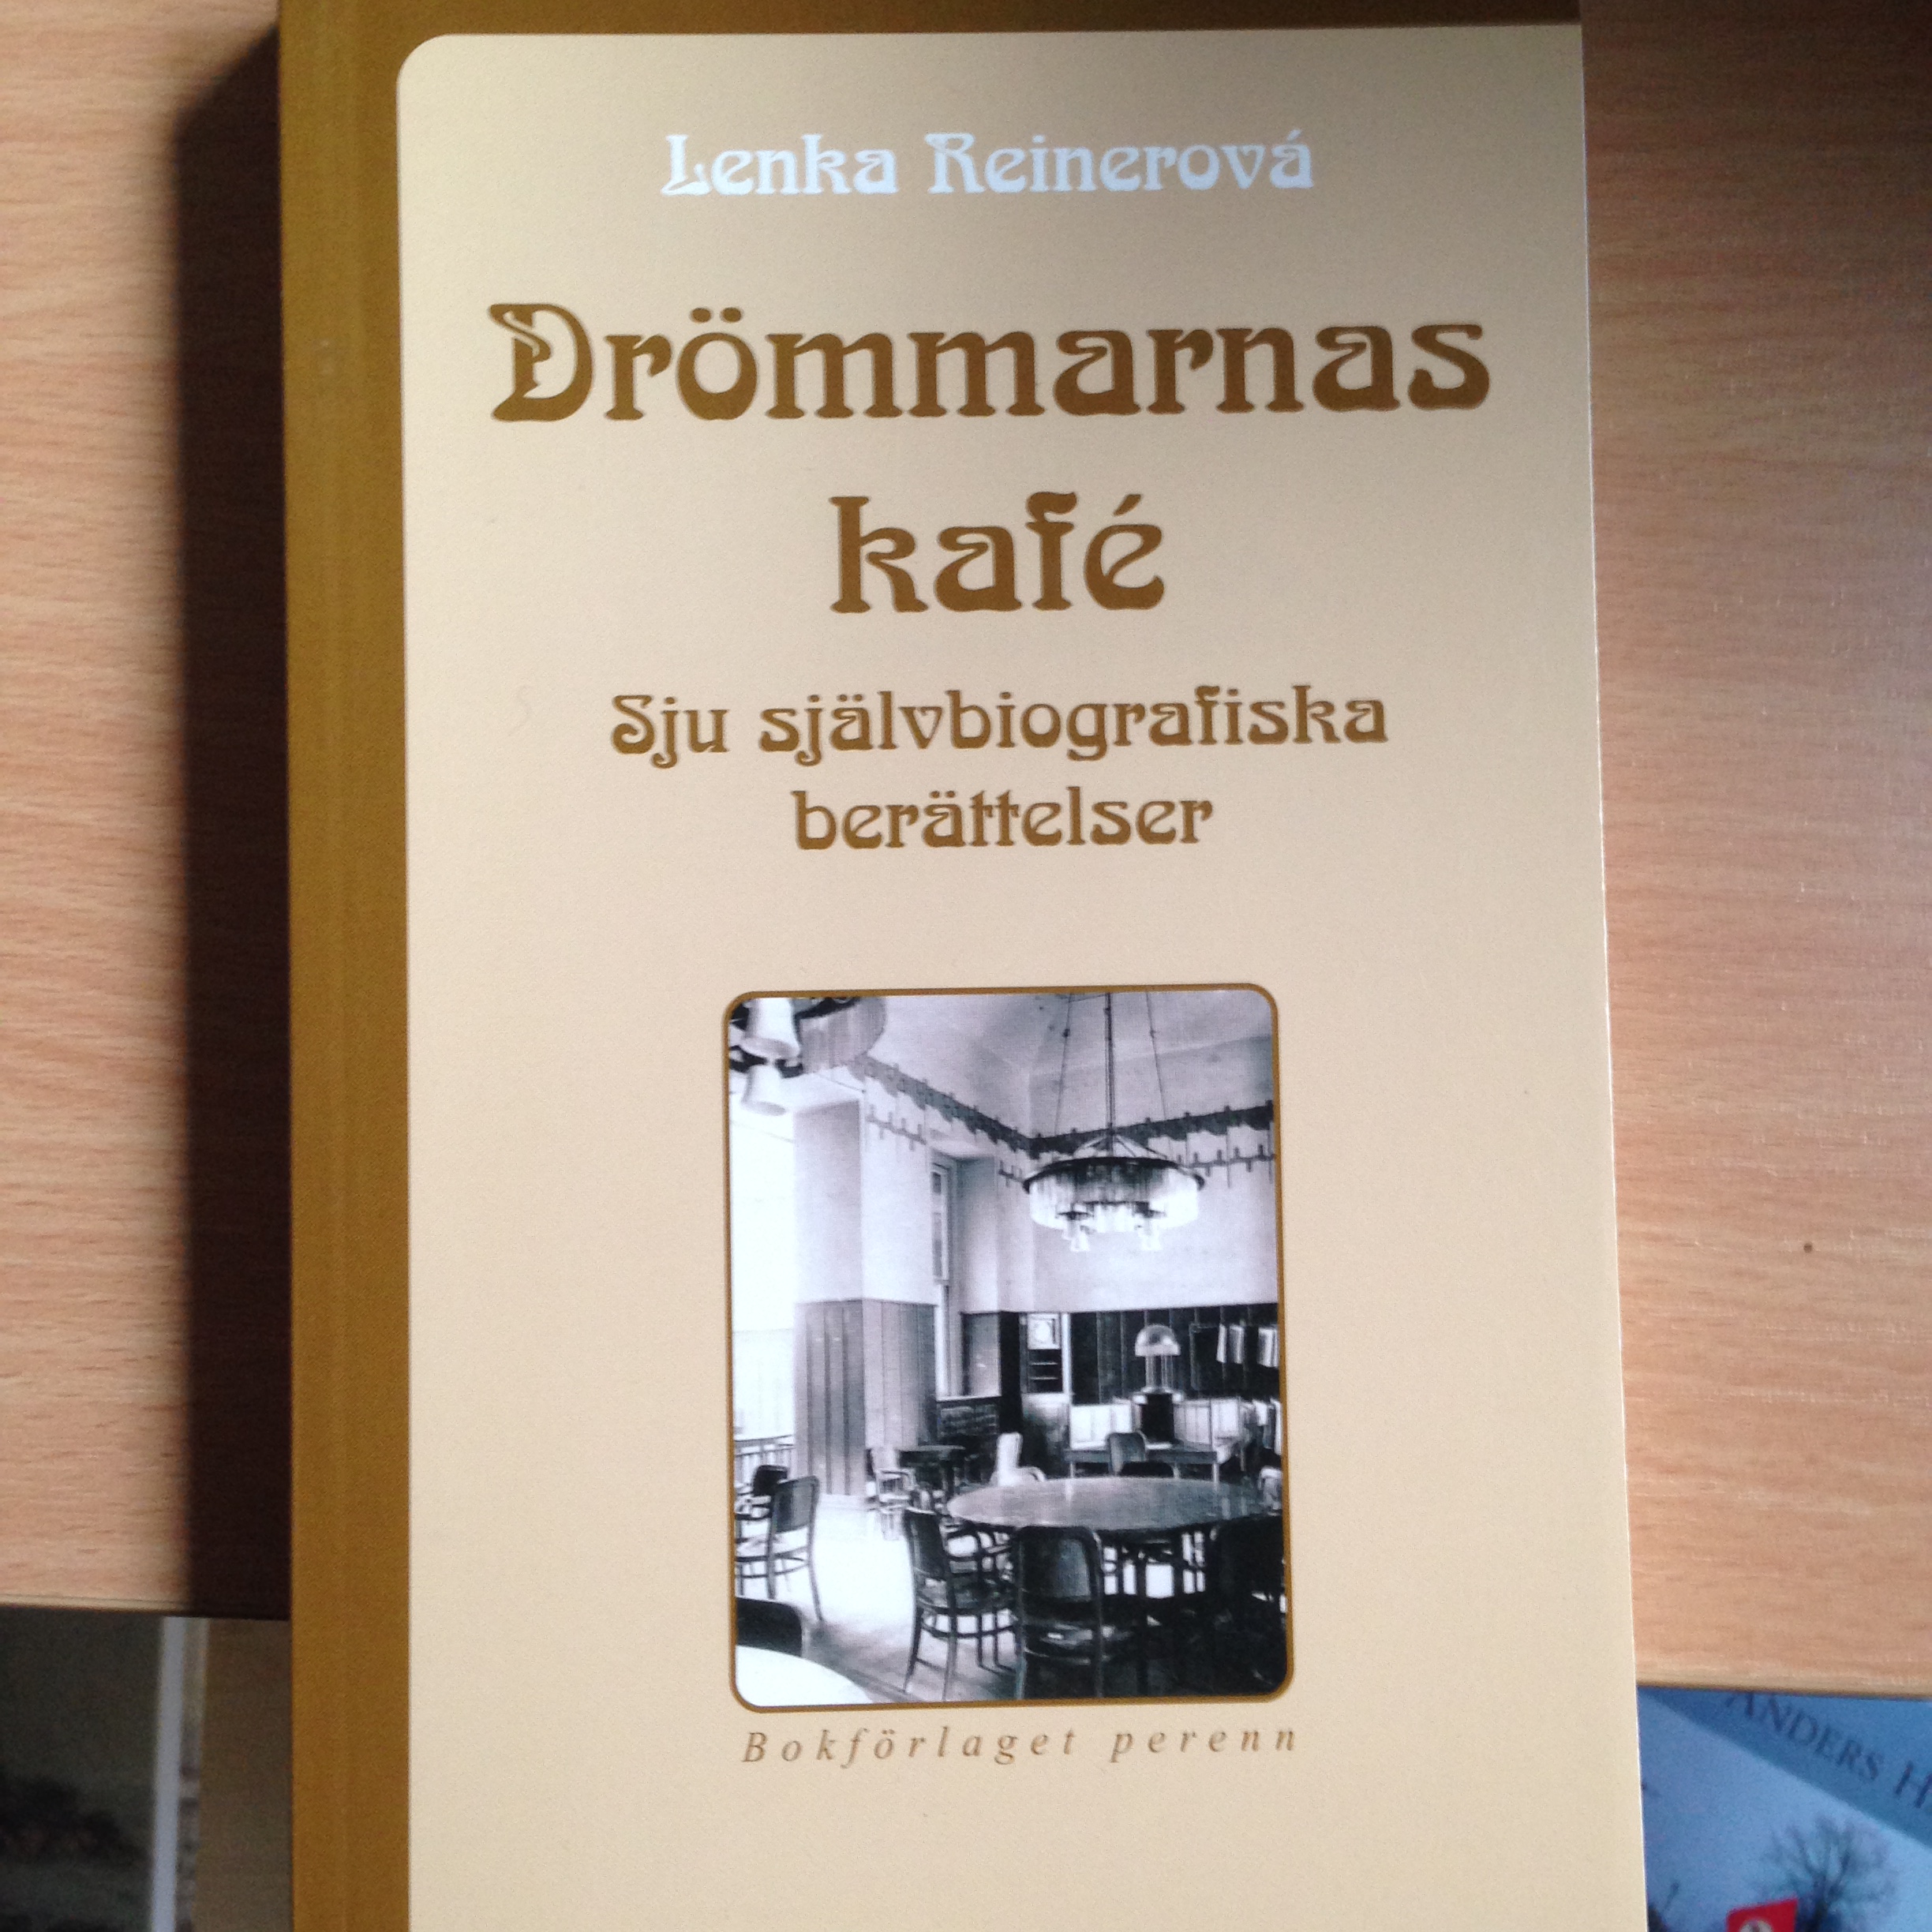 Lenka Reinerová
Drömmarnas
kafé
Sju självbiografiska
berättelser
Bokförlaget perenn
ANDERS H